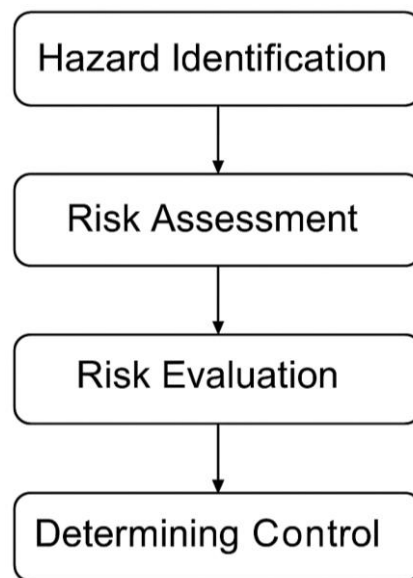 Hazard Identification
Risk Assessment
Risk Evaluation
Determining Control